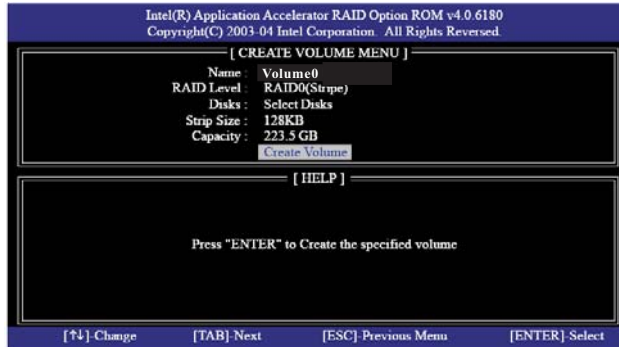 Intel(R) Application Accelerator RAID Option ROM v4.0.6180
Copyright(C) 2003-04 Intel Corporation. All Rights Reversed.
[ CREATE VOLUME MENU ]
Name : Volume0
RAID Level : RAID0(Stripe)
Disks : Select Disks
Strip Size : 128KB
Capacity : 223.5 GB
Create Volume
[ HELP ]
Press "ENTER" to Create the specified volume
[↑↓]-Change [TAB]-Next [ESC]-Previous Menu [ENTER]-Select